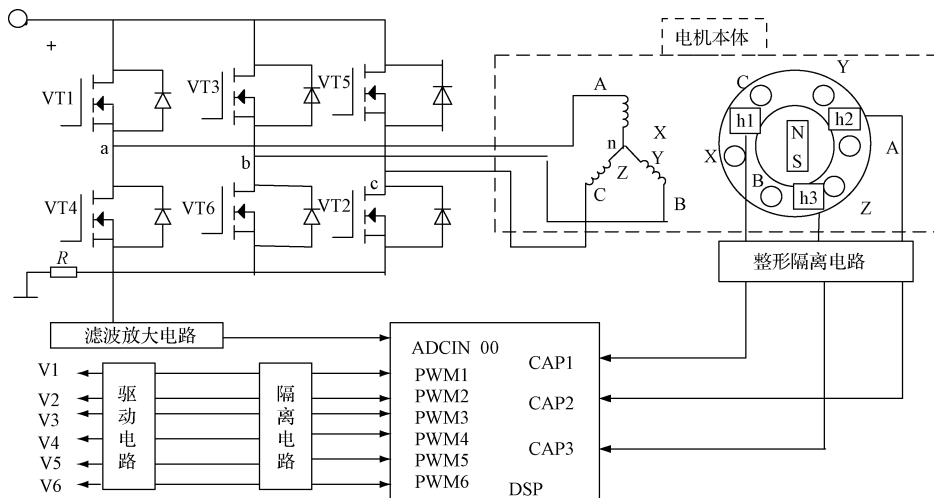 +
VT1
VT3
VT5
a
b
c
VT4
VT6
VT2
R
电机本体
A
n
X
Y
Z
C
B
C
Y
h1
h2
N
S
X
A
B
h3
Z
整形隔离电路
滤波放大电路
ADCIN 00
CAP1
CAP2
CAP3
PWM1
PWM2
PWM3
PWM4
PWM5
PWM6
DSP
V1
V2
V3
V4
V5
V6
驱动电路
隔离电路